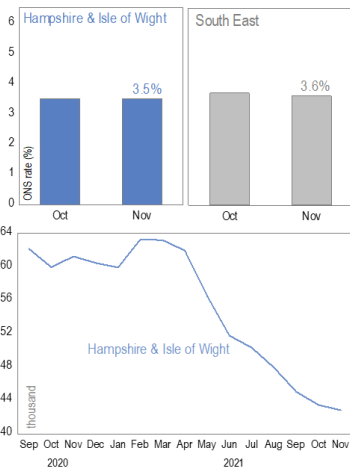 Hampshire & Isle of Wight
South East
6
5
4
3
2
1
0
ONS rate (%)
3.5%
3.6%
Oct Nov Oct Nov
64
60
56
52
48
44
40
thousand
Hampshire & Isle of Wight
Sep Oct Nov Dec Jan Feb Mar Apr May Jun Jul Aug Sep Oct Nov
2020 2021